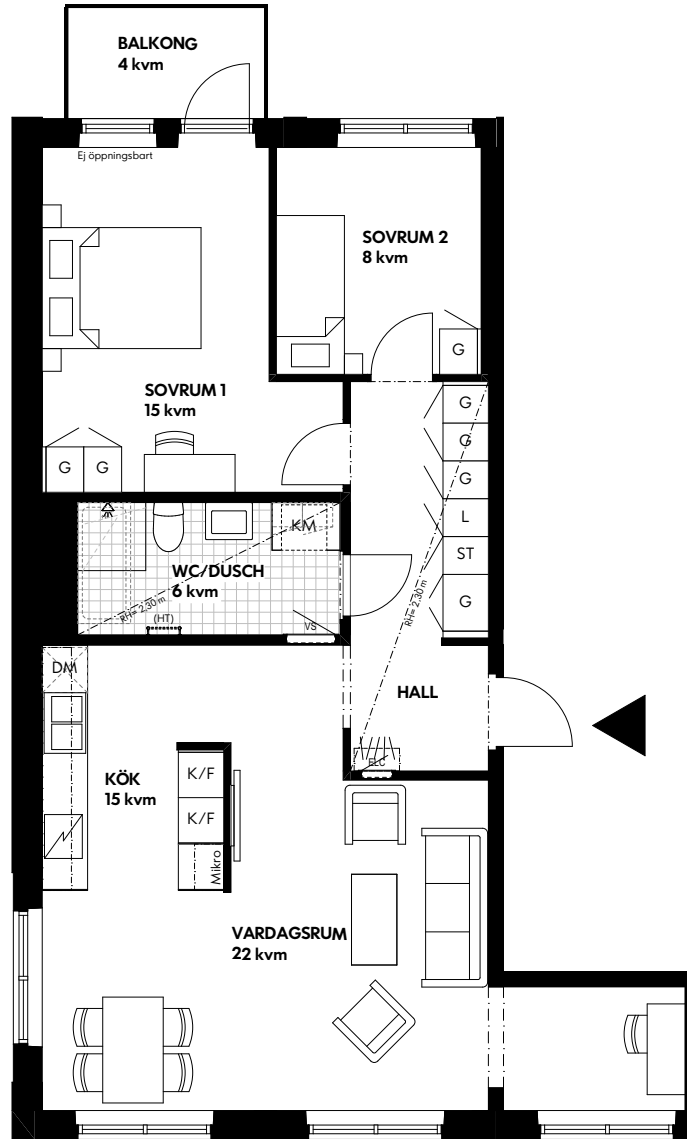 BALKONG
4 kvm
Ej öppningsbart
SOVRUM 2
8 kvm
G
SOVRUM 1
15 kvm
G G
G
G
G
L
ST
G
KM
WC/DUSCH
6 kvm
RH= 2.30 m
(HT)
VS
RH= 2.30 m
HALL
ELC
DM
KÖK
15 kvm
K/F
K/F
Mikro
VARDAGSRUM
22 kvm